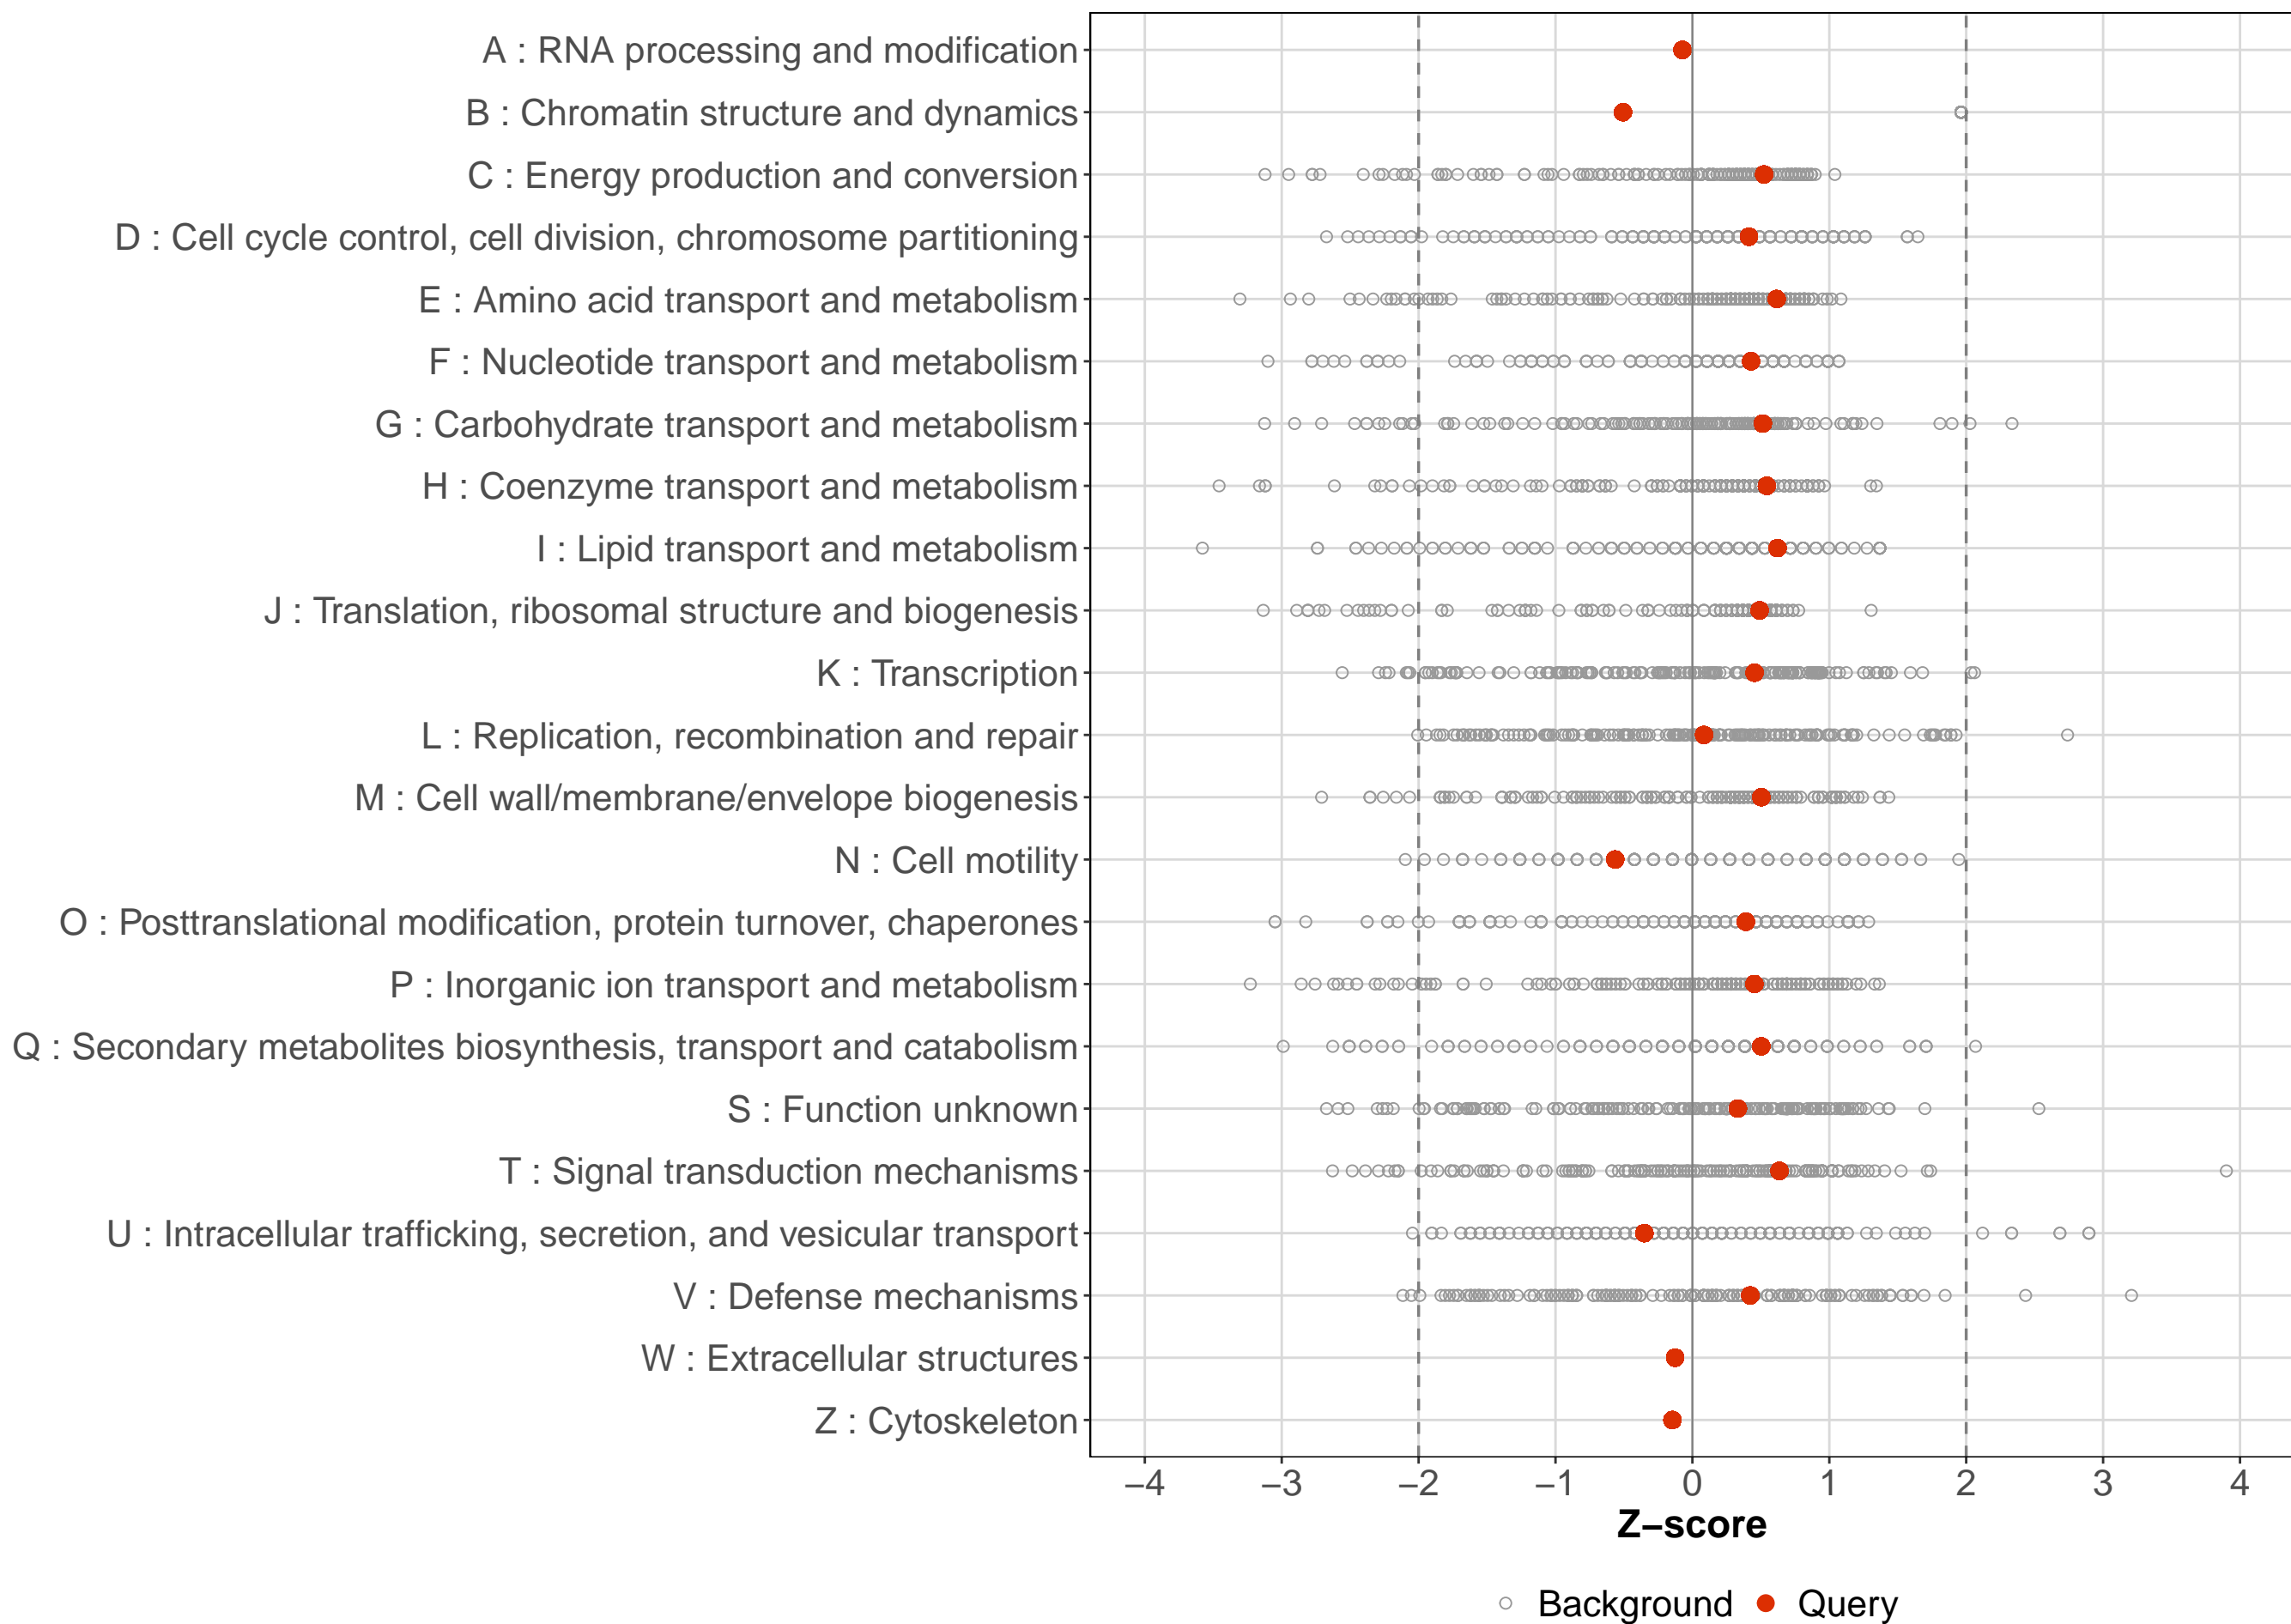 A : RNA processing and modification
B : Chromatin structure and dynamics
C : Energy production and conversion
D : Cell cycle control, cell division, chromosome partitioning
E : Amino acid transport and metabolism
F : Nucleotide transport and metabolism
G : Carbohydrate transport and metabolism
H : Coenzyme transport and metabolism
I : Lipid transport and metabolism
J : Translation, ribosomal structure and biogenesis
K : Transcription
L : Replication, recombination and repair
M : Cell wall/membrane/envelope biogenesis
N : Cell motility
O : Posttranslational modification, protein turnover, chaperones
P : Inorganic ion transport and metabolism
Q : Secondary metabolites biosynthesis, transport and catabolism
S : Function unknown
T : Signal transduction mechanisms
U : Intracellular trafficking, secretion, and vesicular transport
V : Defense mechanisms
W : Extracellular structures
Z : Cytoskeleton
−4 −3 −2 −1 0 1 2 3 4
Z−score
Background Query